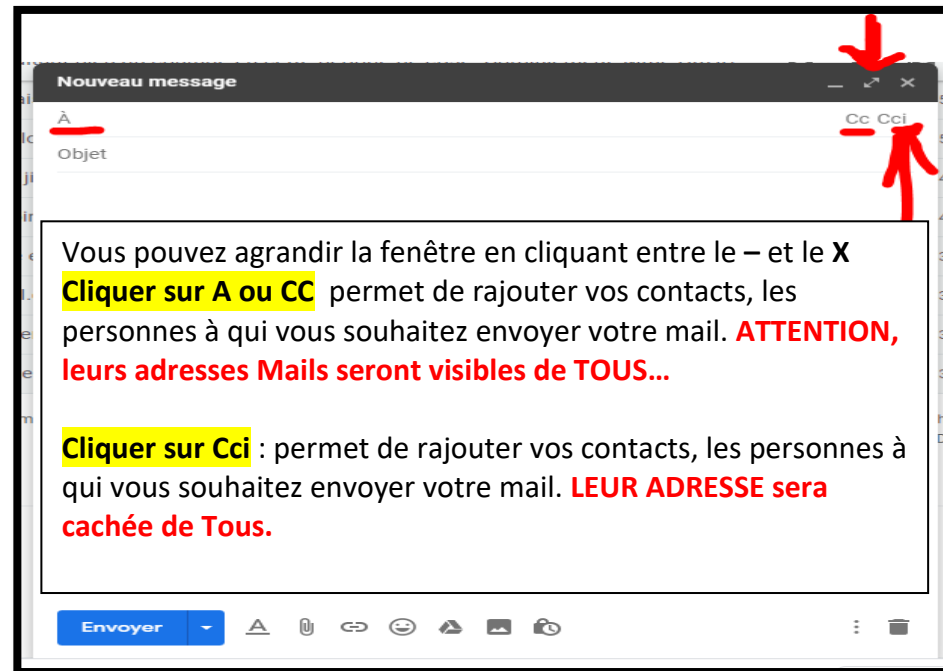 Nouveau message
À Cc Cci
Objet
Vous pouvez agrandir la fenêtre en cliquant entre le – et le X
Cliquer sur A ou CC permet de rajouter vos contacts, les
personnes à qui vous souhaitez envoyer votre mail. ATTENTION,
leurs adresses Mails seront visibles de TOUS…
Cliquer sur Cci : permet de rajouter vos contacts, les personnes à
qui vous souhaitez envoyer votre mail. LEUR ADRESSE sera
cachée de Tous.
Envoyer